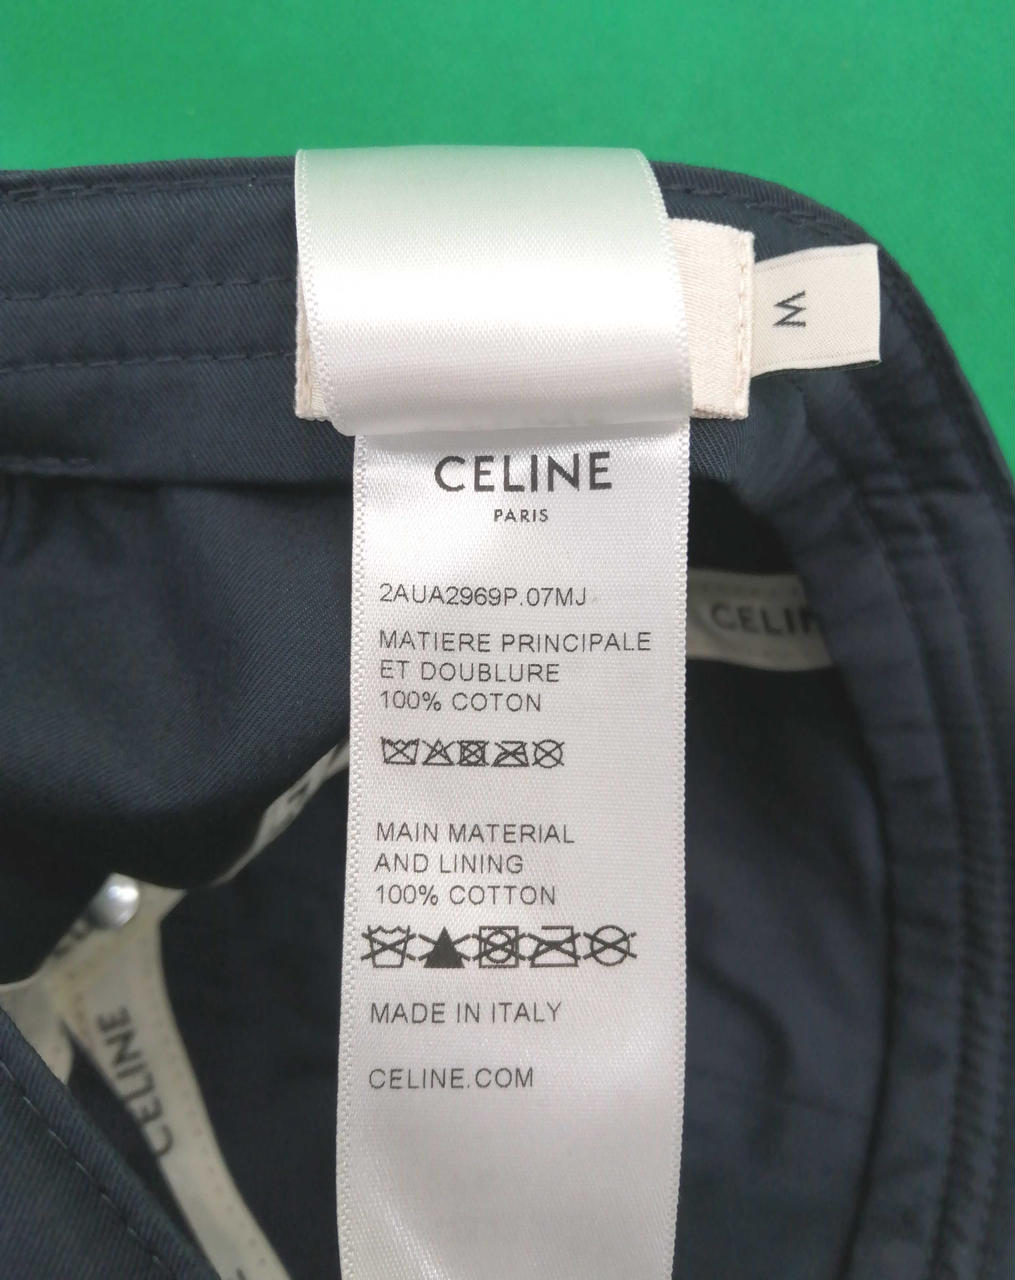 M
CELINE
PARIS
2AUA2969P.07MJ
MATIERE PRINCIPALE
ET DOUBLURE
100% COTON
MAIN MATERIAL
AND LINING
100% COTTON
MADE IN ITALY
CELINE.COM
CELIN
CELINE